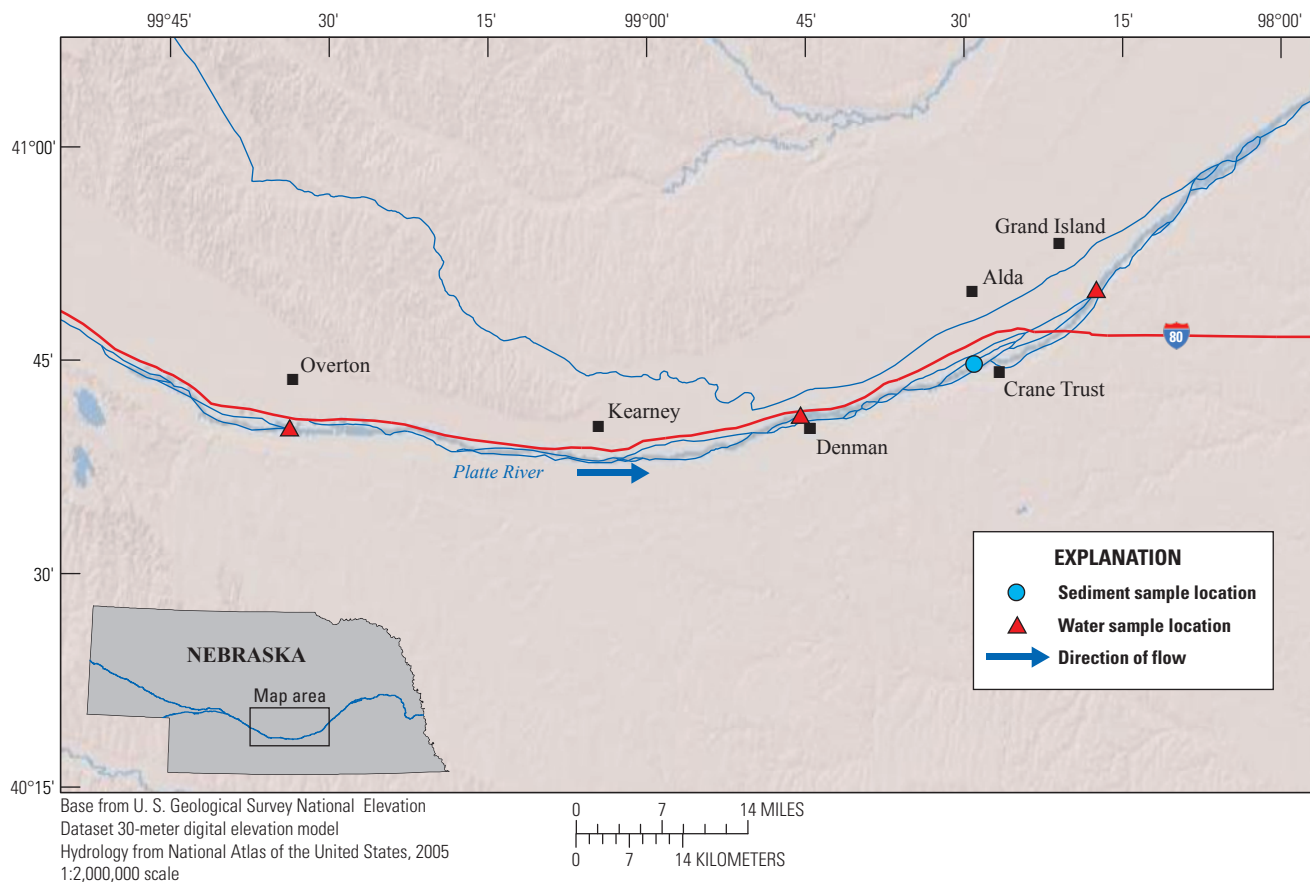 99°45' 30' 15' 99°00' 45' 30' 15' 98°00'
41°00'
Grand Island
Alda
45'
80
Overton
Crane Trust
Kearney
Denman
Platte River
EXPLANATION
30'
Sediment sample location
Water sample location
NEBRASKA
Direction of flow
Map area
40°15'
Base from U. S. Geological Survey National Elevation
Dataset 30-meter digital elevation model
Hydrology from National Atlas of the United States, 2005
1:2,000,000 scale
0 7 14 MILES
0 7 14 KILOMETERS